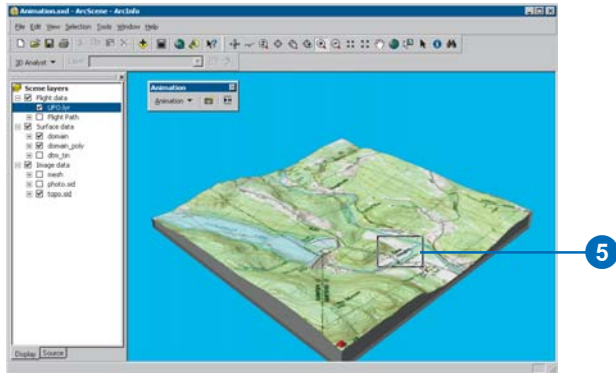 Animation.sxd - ArcScene - ArcInfo
File Edit View Selection Tools Window Help
3D Analyst Layer:
Scene layers
Flight data
UFO.lyr
Flight Path
Surface data
domain
domain_poly
dtm_tin
Image data
mesh
photo.sid
topo.sid
Animation
Animation
5
Display Source